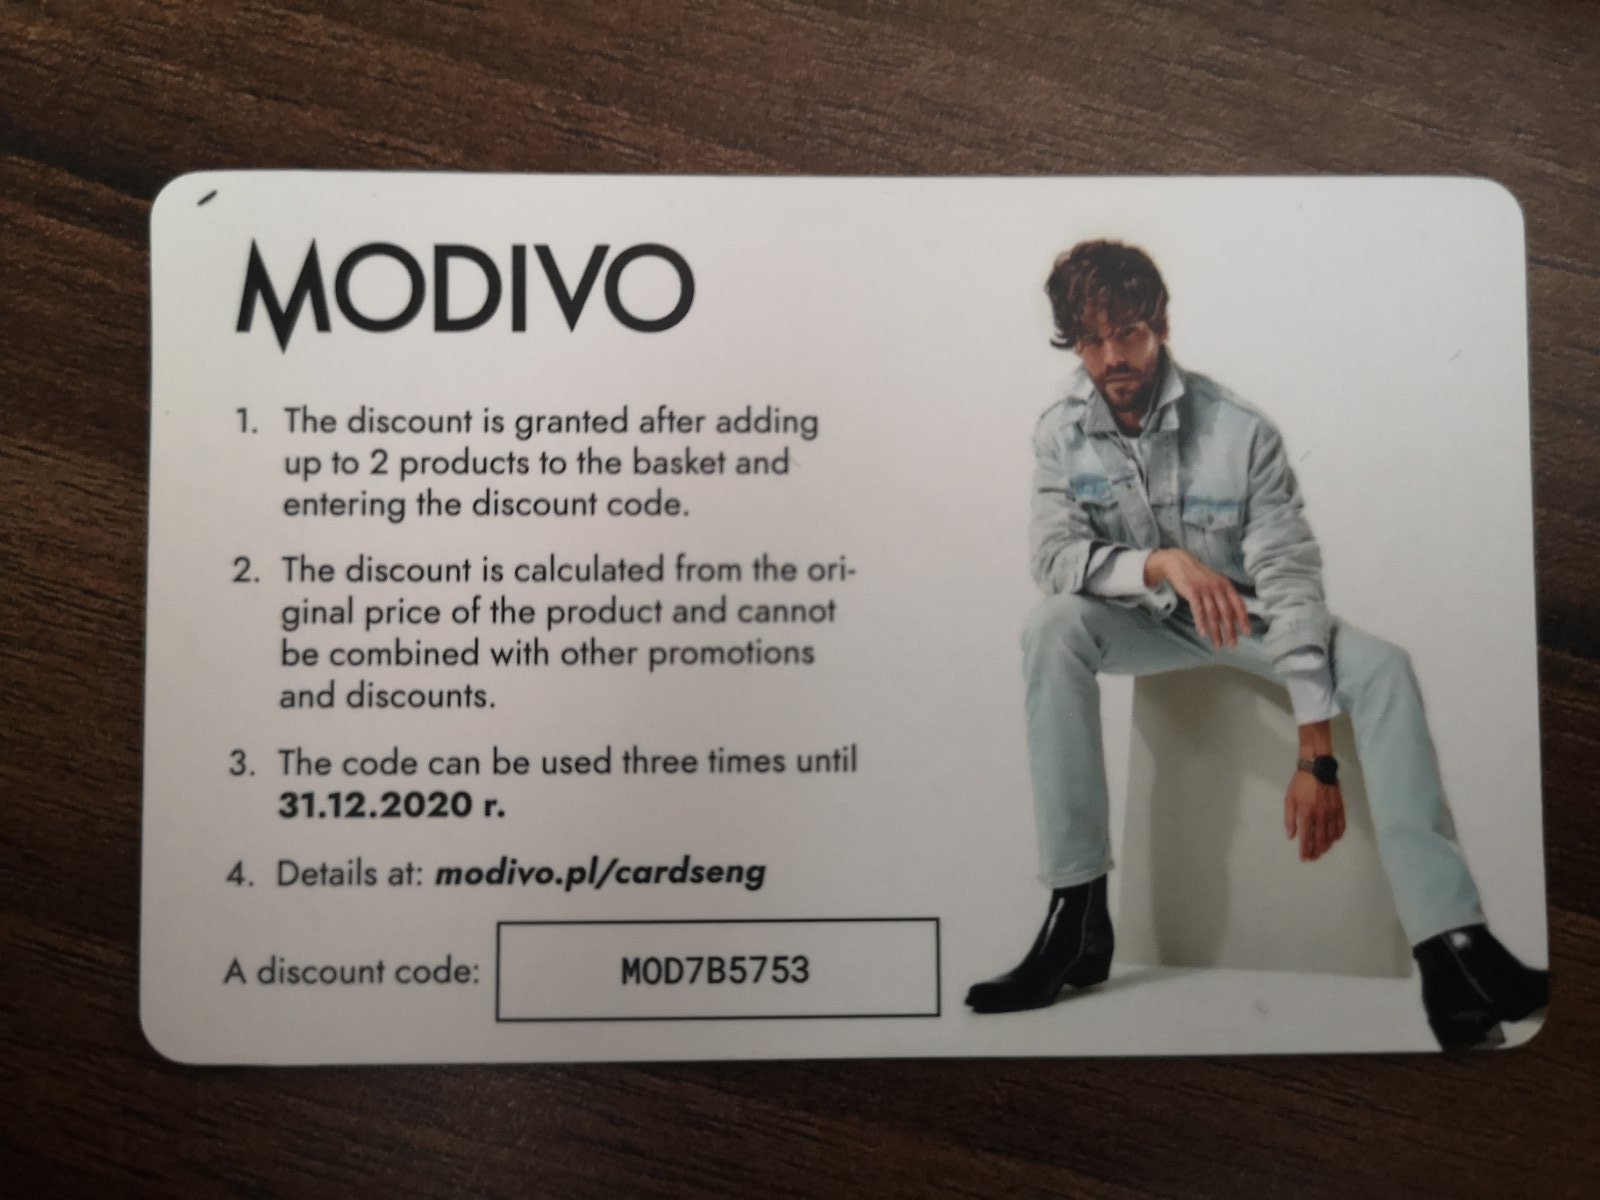 MODIVO
1. The discount is granted after adding
up to 2 products to the basket and
entering the discount code.
2. The discount is calculated from the ori-
ginal price of the product and cannot
be combined with other promotions
and discounts.
3. The code can be used three times until
31.12.2020 r.
4. Details at: modivo.pl/cardseng
A discount code: MOD7B5753